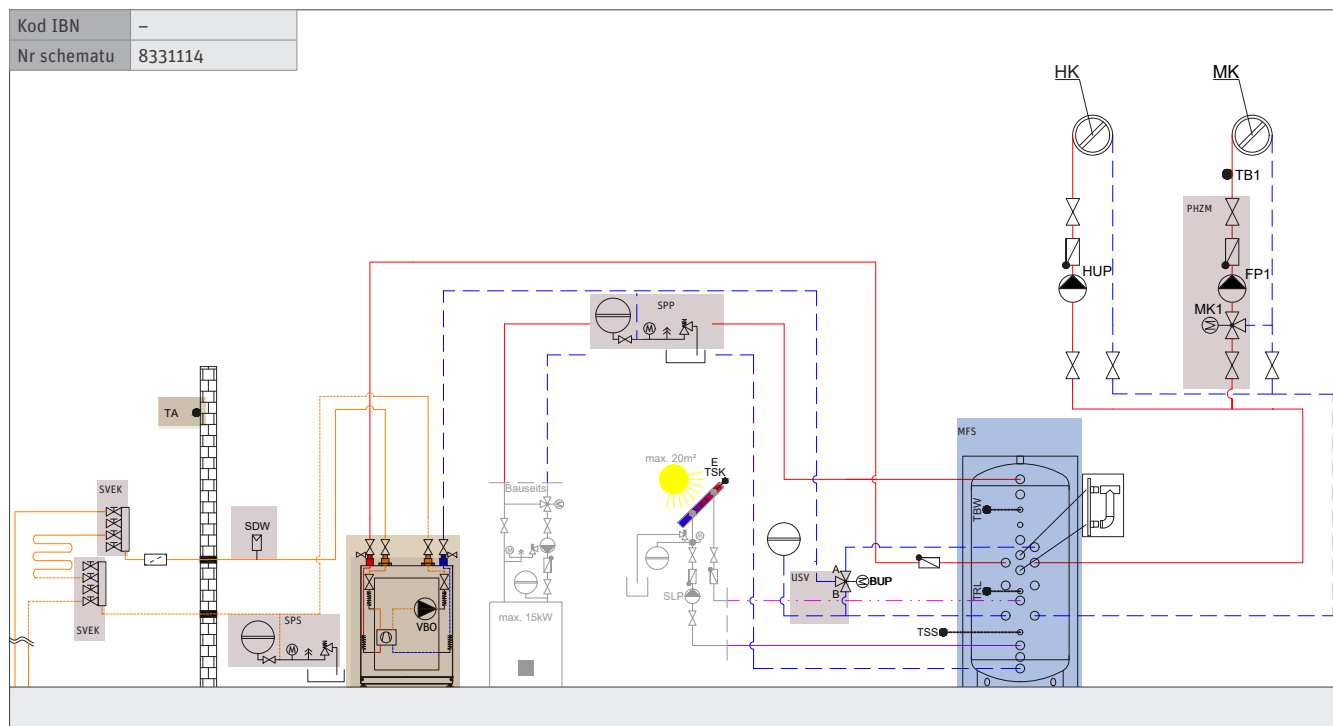 Kod IBN –
Nr schematu 8331114
HK
MK
TB1
PHZM
HUP
FP1
MK1
M
SPP
M
TA
MFS
max. 20m²
E
TSK
Bauseits
M
SVEK
SDW
TBW
M
M
A
USV
M BUP
B
SLP
TRL
max. 15kW
VBO
SPS
SVEK
TSS
M